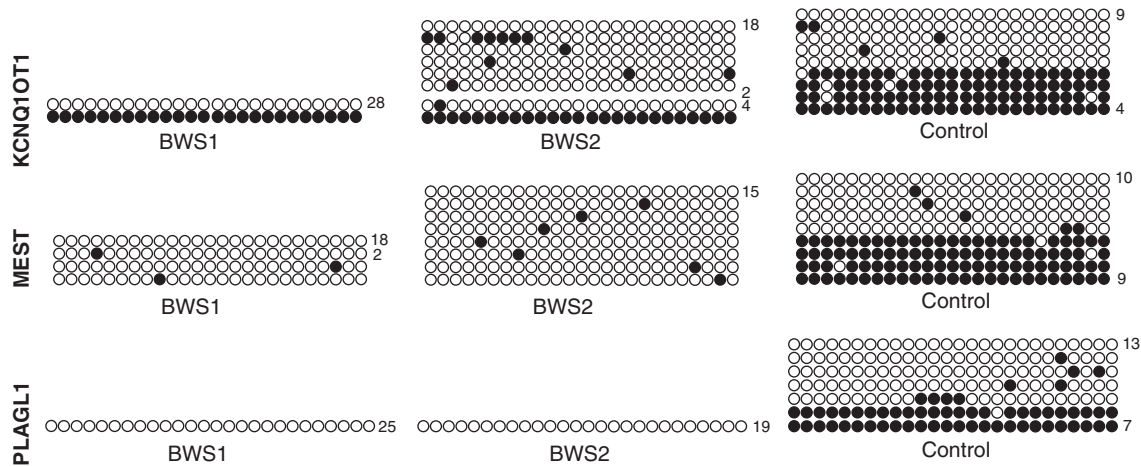 KCNQ1OT1
28
BWS1
18
2
4
BWS2
9
4
Control
MEST
18
2
BWS1
15
BWS2
10
9
Control
PLAGL1
25
BWS1
19
BWS2
13
7
Control